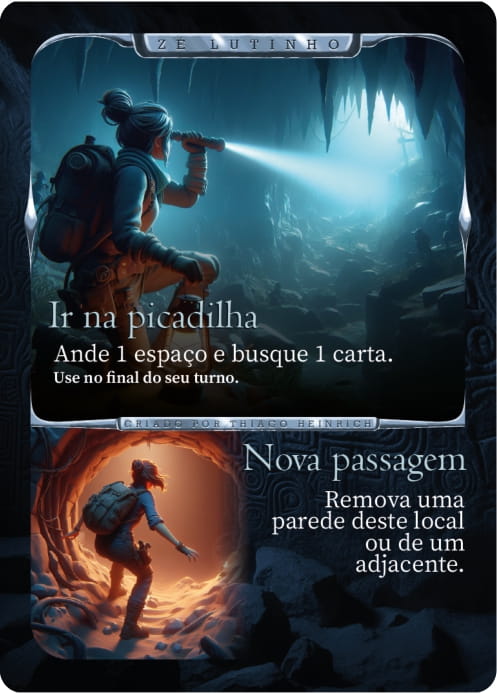 ZÉ LUTINHO
Ir na picadilha
Ande 1 espaço e busque 1 carta.
Use no final do seu turno.
CRIADO POR THIAGO HEINRICH
Nova passagem
Remova uma
parede deste local
ou de um
adjacente.